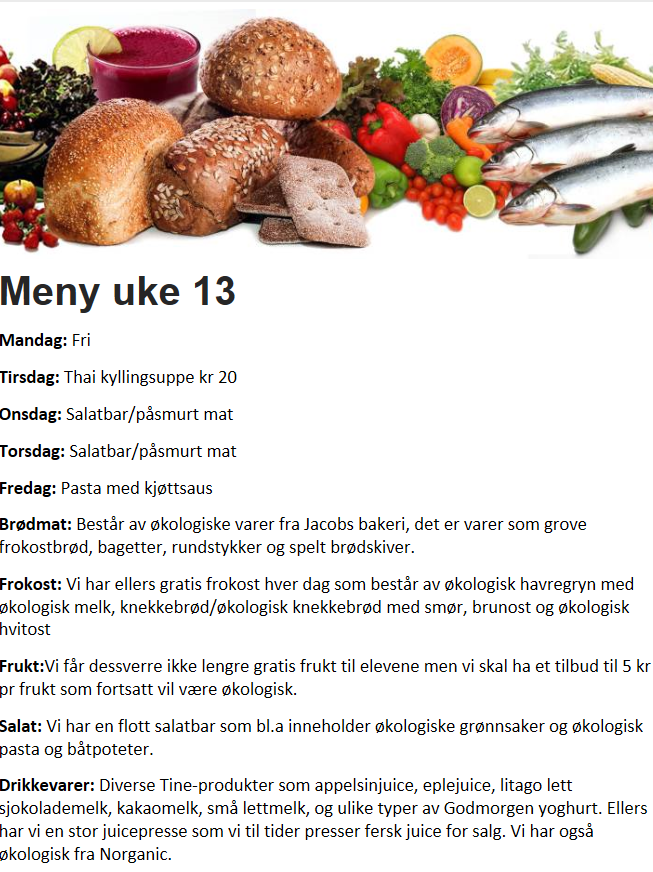 Meny uke 13
Mandag: Fri
Tirsdag: Thai kyllingsuppe kr 20
Onsdag: Salatbar/påsmurt mat
Torsdag: Salatbar/påsmurt mat
Fredag: Pasta med kjøttsaus
Brødmat: Består av økologiske varer fra Jacobs bakeri, det er varer som grove
frokostbrød, bagetter, rundstykker og spelt brødskiver.
Frokost: Vi har ellers gratis frokost hver dag som består av økologisk havregryn med
økologisk melk, knekkebrød/økologisk knekkebrød med smør, brunost og økologisk
hvitost
Frukt:Vi får dessverre ikke lengre gratis frukt til elevene men vi skal ha et tilbud til 5 kr
pr frukt som fortsatt vil være økologisk.
Salat: Vi har en flott salatbar som bl.a inneholder økologiske grønnsaker og økologisk
pasta og båtpoteter.
Drikkevarer: Diverse Tine-produkter som appelsinjuice, eplejuice, litago lett
sjokolademelk, kakaomelk, små lettmelk, og ulike typer av Godmorgen yoghurt. Ellers
har vi en stor juicepresse som vi til tider presser fersk juice for salg. Vi har også
økologisk fra Norganic.